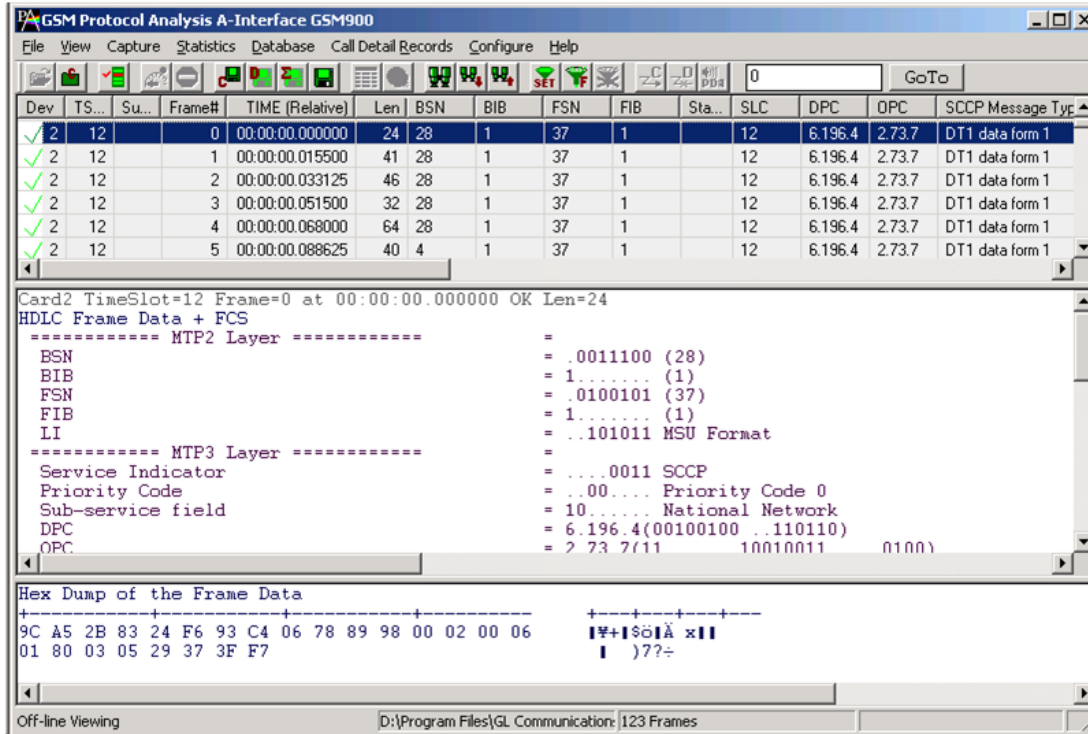 GSM Protocol Analysis A-Interface GSM900
File View Capture Statistics Database Call Detail Records Configure Help
0 GoTo
Dev TS... Su... Frame# TIME (Relative) Len BSN BIB FSN FIB Sta... SLC DPC OPC SCCP Message Typ
2 12 0 00:00:00.000000 24 28 1 37 1 12 6.196.4 2.73.7 DT1 data form 1
2 12 1 00:00:00.015500 41 28 1 37 1 12 6.196.4 2.73.7 DT1 data form 1
2 12 2 00:00:00.033125 46 28 1 37 1 12 6.196.4 2.73.7 DT1 data form 1
2 12 3 00:00:00.051500 32 28 1 37 1 12 6.196.4 2.73.7 DT1 data form 1
2 12 4 00:00:00.068000 64 28 1 37 1 12 6.196.4 2.73.7 DT1 data form 1
2 12 5 00:00:00.088625 40 4 1 37 1 12 6.196.4 2.73.7 DT1 data form 1
Card2 TimeSlot=12 Frame=0 at 00:00:00.000000 OK Len=24
HDLC Frame Data + FCS
============ MTP2 Layer ============ =
BSN = .0011100 (28)
BIB = 1....... (1)
FSN = .0100101 (37)
FIB = 1....... (1)
LI = ..101011 MSU Format
============ MTP3 Layer ============ =
Service Indicator = ....0011 SCCP
Priority Code = ..00.... Priority Code 0
Sub-service field = 10...... National Network
DPC = 6.196.4(00100100 ..110110)
OPC = 2.73.7(11...... 10010011 ....0100)
Hex Dump of the Frame Data
+-----------+-----------+-----------+---------- +---+---+---+---
9C A5 2B 83 24 F6 93 C4 06 78 89 98 00 02 00 06 ¥+ $ö Ä x
01 80 03 05 29 37 3F F7 )7?÷
Off-line Viewing D:\Program Files\GL Communication: 123 Frames